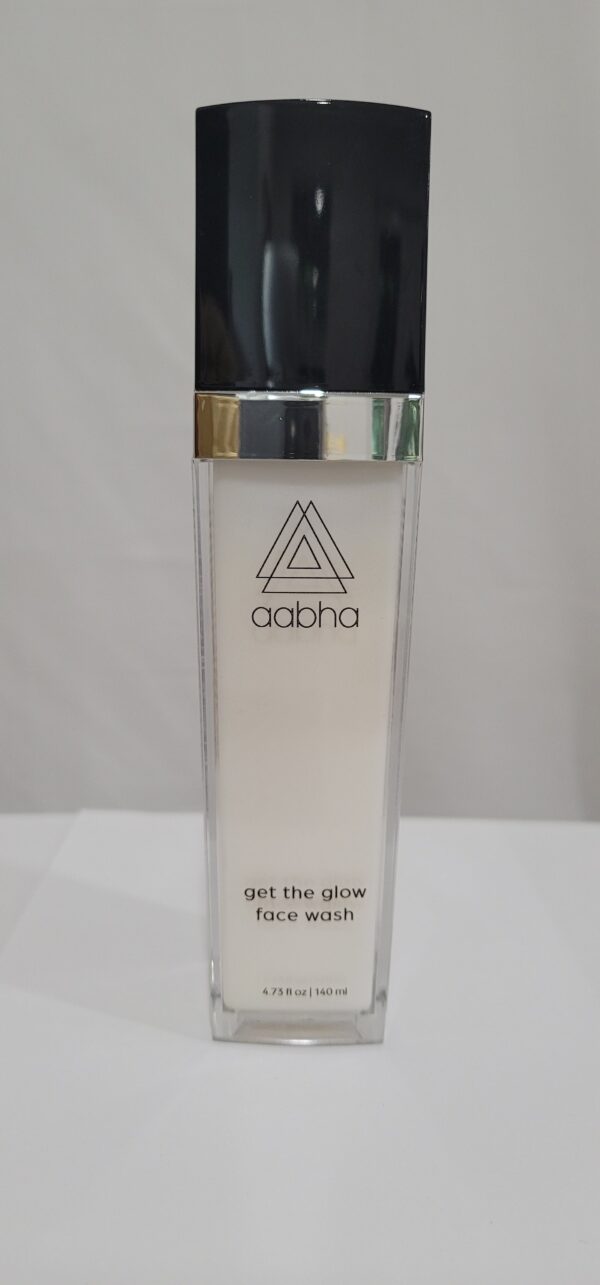 aabha
get the glow
face wash
4.73 fl oz | 140 ml